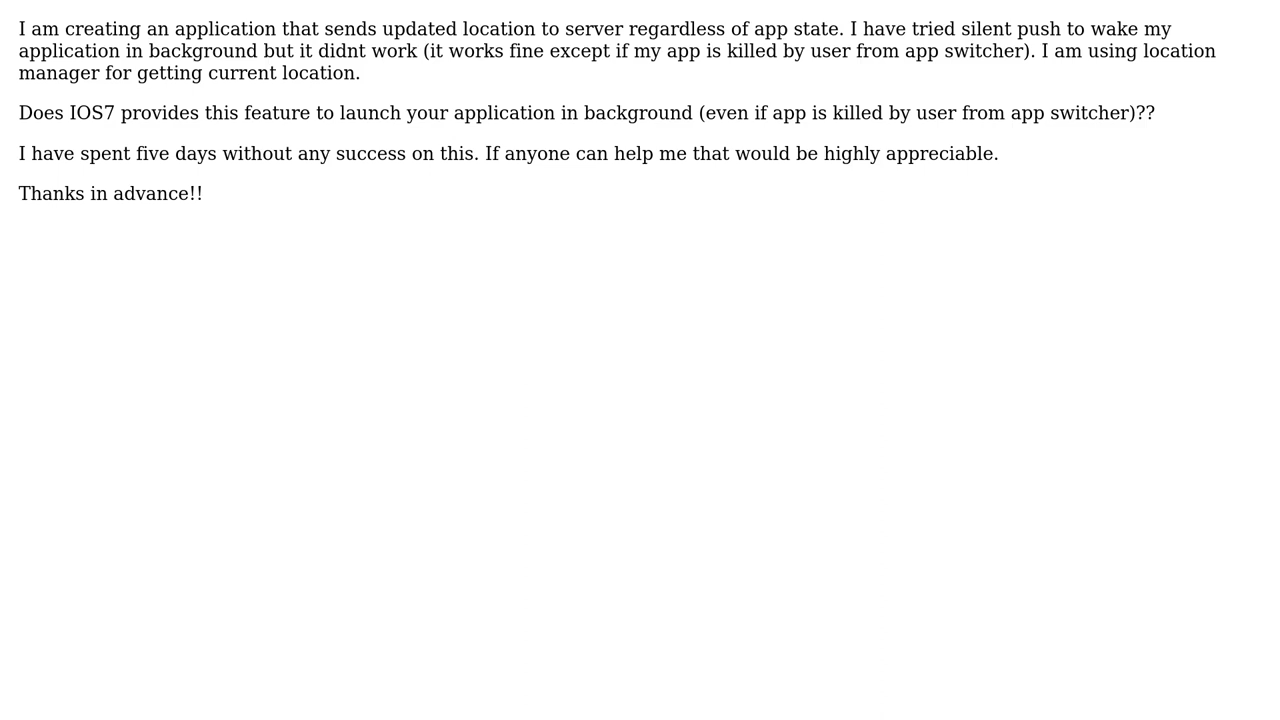 I am creating an application that sends updated location to server regardless of app state. I have tried silent push to wake my
application in background but it didnt work (it works fine except if my app is killed by user from app switcher). I am using location
manager for getting current location.
Does IOS7 provides this feature to launch your application in background (even if app is killed by user from app switcher)??
I have spent five days without any success on this. If anyone can help me that would be highly appreciable.
Thanks in advance!!